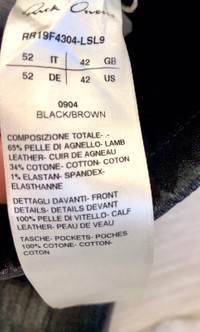 Rick Owens
RR19F4304-LSL9
52 IT 42 GB
52 DE 42 US
0904
BLACK/BROWN
COMPOSIZIONE TOTALE- .-
65% PELLE DI AGNELLO- LAMB
LEATHER- CUIR DE AGNEAU
34% COTONE- COTTON- COTON
1% ELASTAN- SPANDEX-
ELASTHANNE
DETTAGLI DAVANTI- FRONT
DETAILS- DETAILS DEVANT
100% PELLE DI VITELLO- CALF
LEATHER- PEAU DE VEAU
TASCHE- POCKETS- POCHES
100% COTONE- COTTON-
COTON